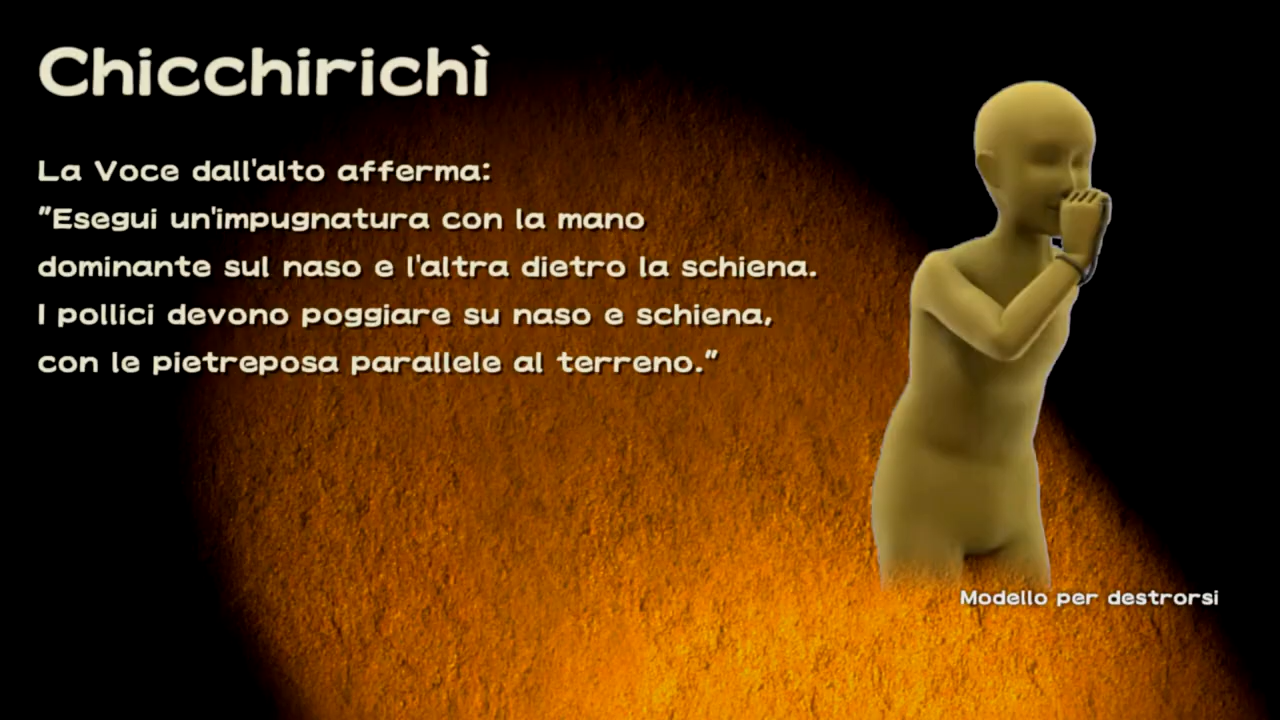 Chicchirichì
La Voce dall'alto afferma:
"Esegui un'impugnatura con la mano
dominante sul naso e l'altra dietro la schiena.
I pollici devono poggiare su naso e schiena,
con le pietreposa parallele al terreno."
Modello per destrorsi